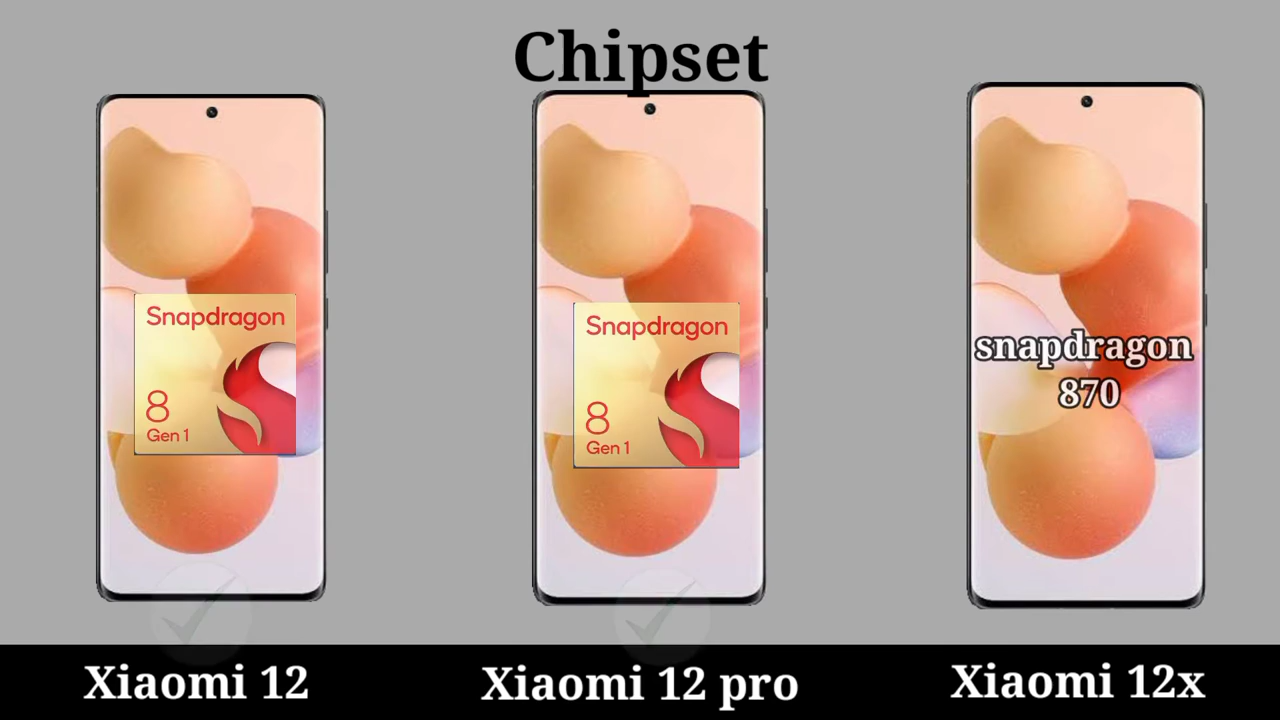 Chipset
Snapdragon
8
Gen 1
Snapdragon
8
Gen 1
snapdragon
870
Xiaomi 12
Xiaomi 12 pro
Xiaomi 12x